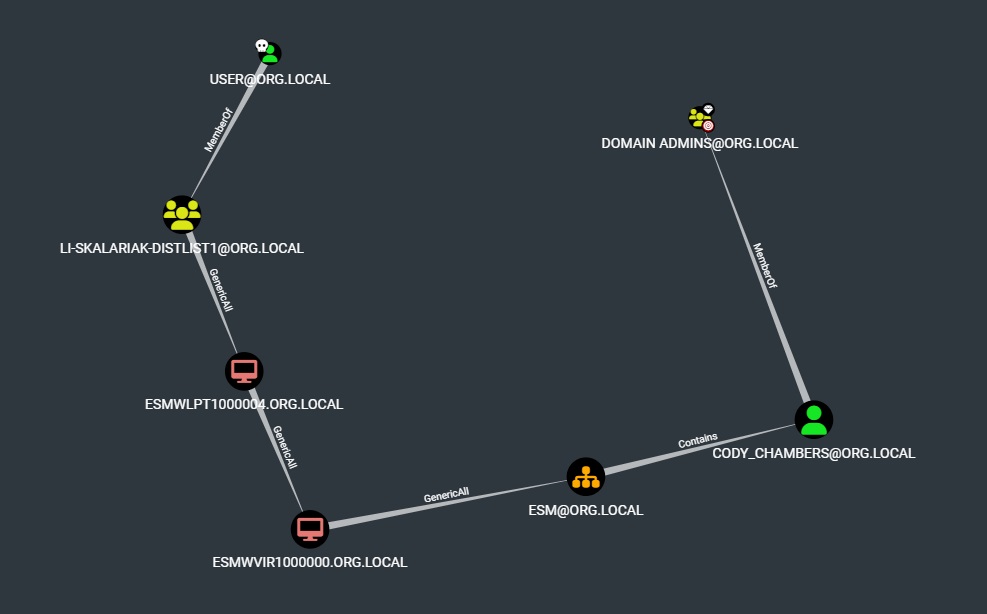 USER@ORG.LOCAL
MemberOf
LI-SKALARIAK-DISTLIST1@ORG.LOCAL
GenericAll
ESMWLPT1000004.ORG.LOCAL
GenericAll
ESMWVIR1000000.ORG.LOCAL
GenericAll
ESM@ORG.LOCAL
Contains
CODY_CHAMBERS@ORG.LOCAL
MemberOf
DOMAIN ADMINS@ORG.LOCAL